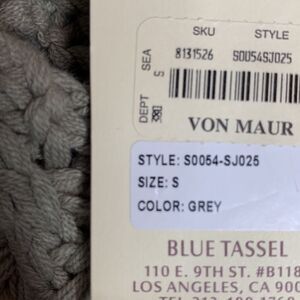 SKU STYLE
8131526 S0054SJ025
SEA
S
DEPT
VON MAUR
STYLE: S0054-SJ025
SIZE: S
COLOR: GREY
BLUE TASSEL
110 E. 9TH ST. #B118
LOS ANGELES, CA 900